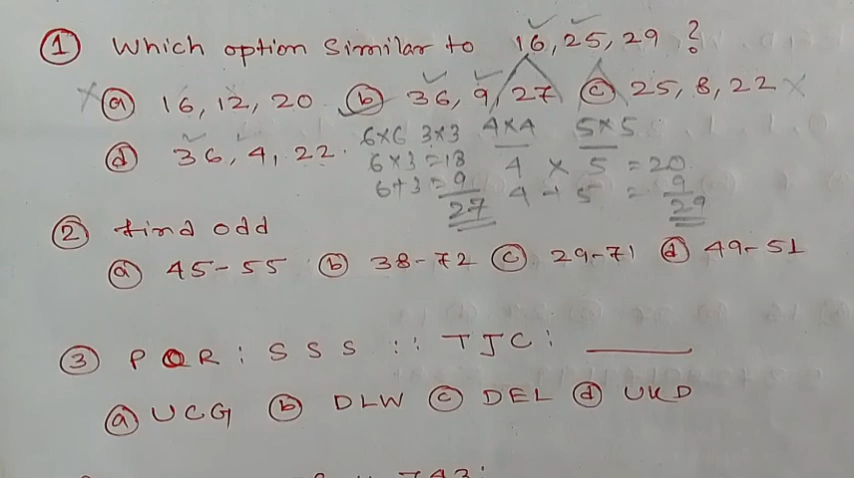 ① Which option Similar to 16, 25, 29 ?
ⓐ 16, 12, 20 ⓑ 36, 9, 27 ⓒ 25, 8, 22
ⓓ 36, 4, 22.
6×6 3×3 4×4 5×5
6×3=18 4 × 5 = 20
6+3=9 4 + 5 = 9
27 29
② find odd
ⓐ 45-55 ⓑ 38-72 ⓒ 29-71 ⓓ 49-51
③ PQR : SSS :: TJC :
ⓐ UCG ⓑ DLW ⓒ DEL ⓓ UKD